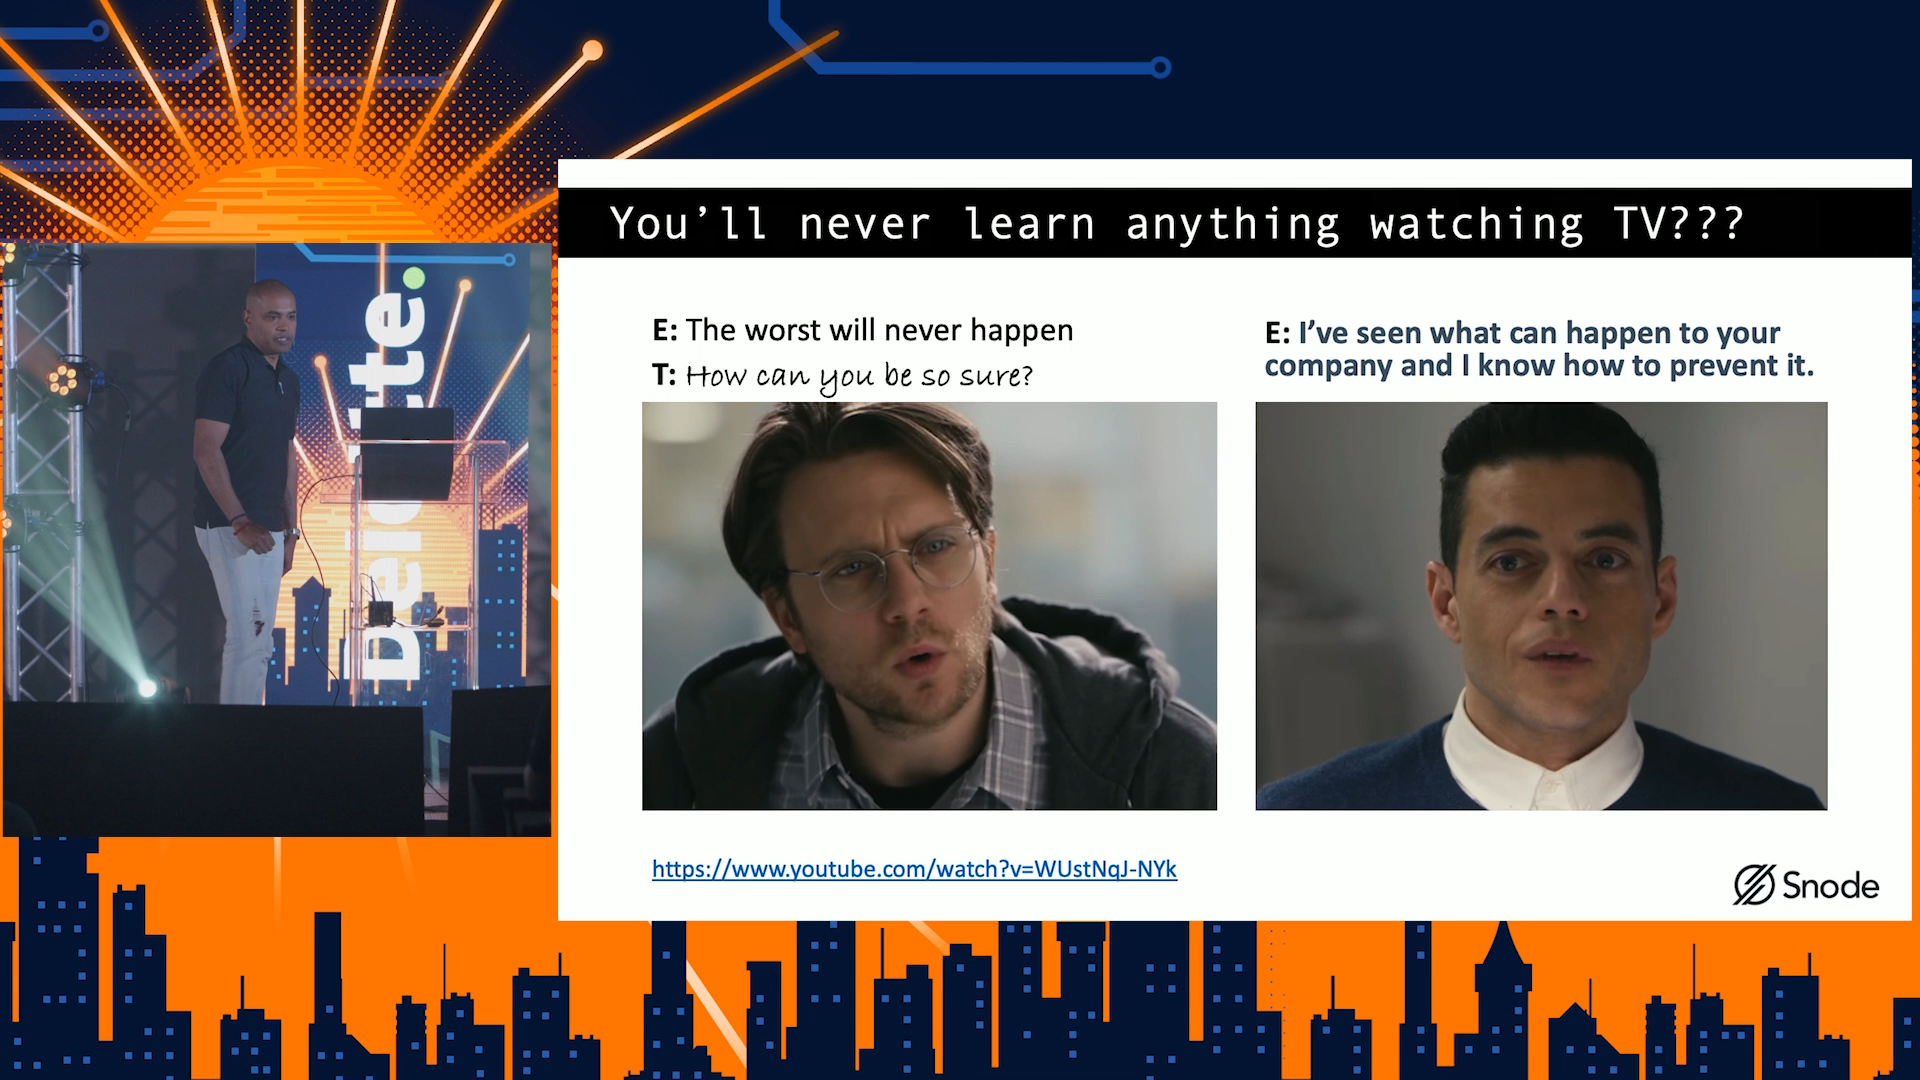 You’ll never learn anything watching TV???
E: The worst will never happen
T: How can you be so sure?
E: I’ve seen what can happen to your
company and I know how to prevent it.
https://www.youtube.com/watch?v=WUstNqJ-NYk
Snode
Deloitte.